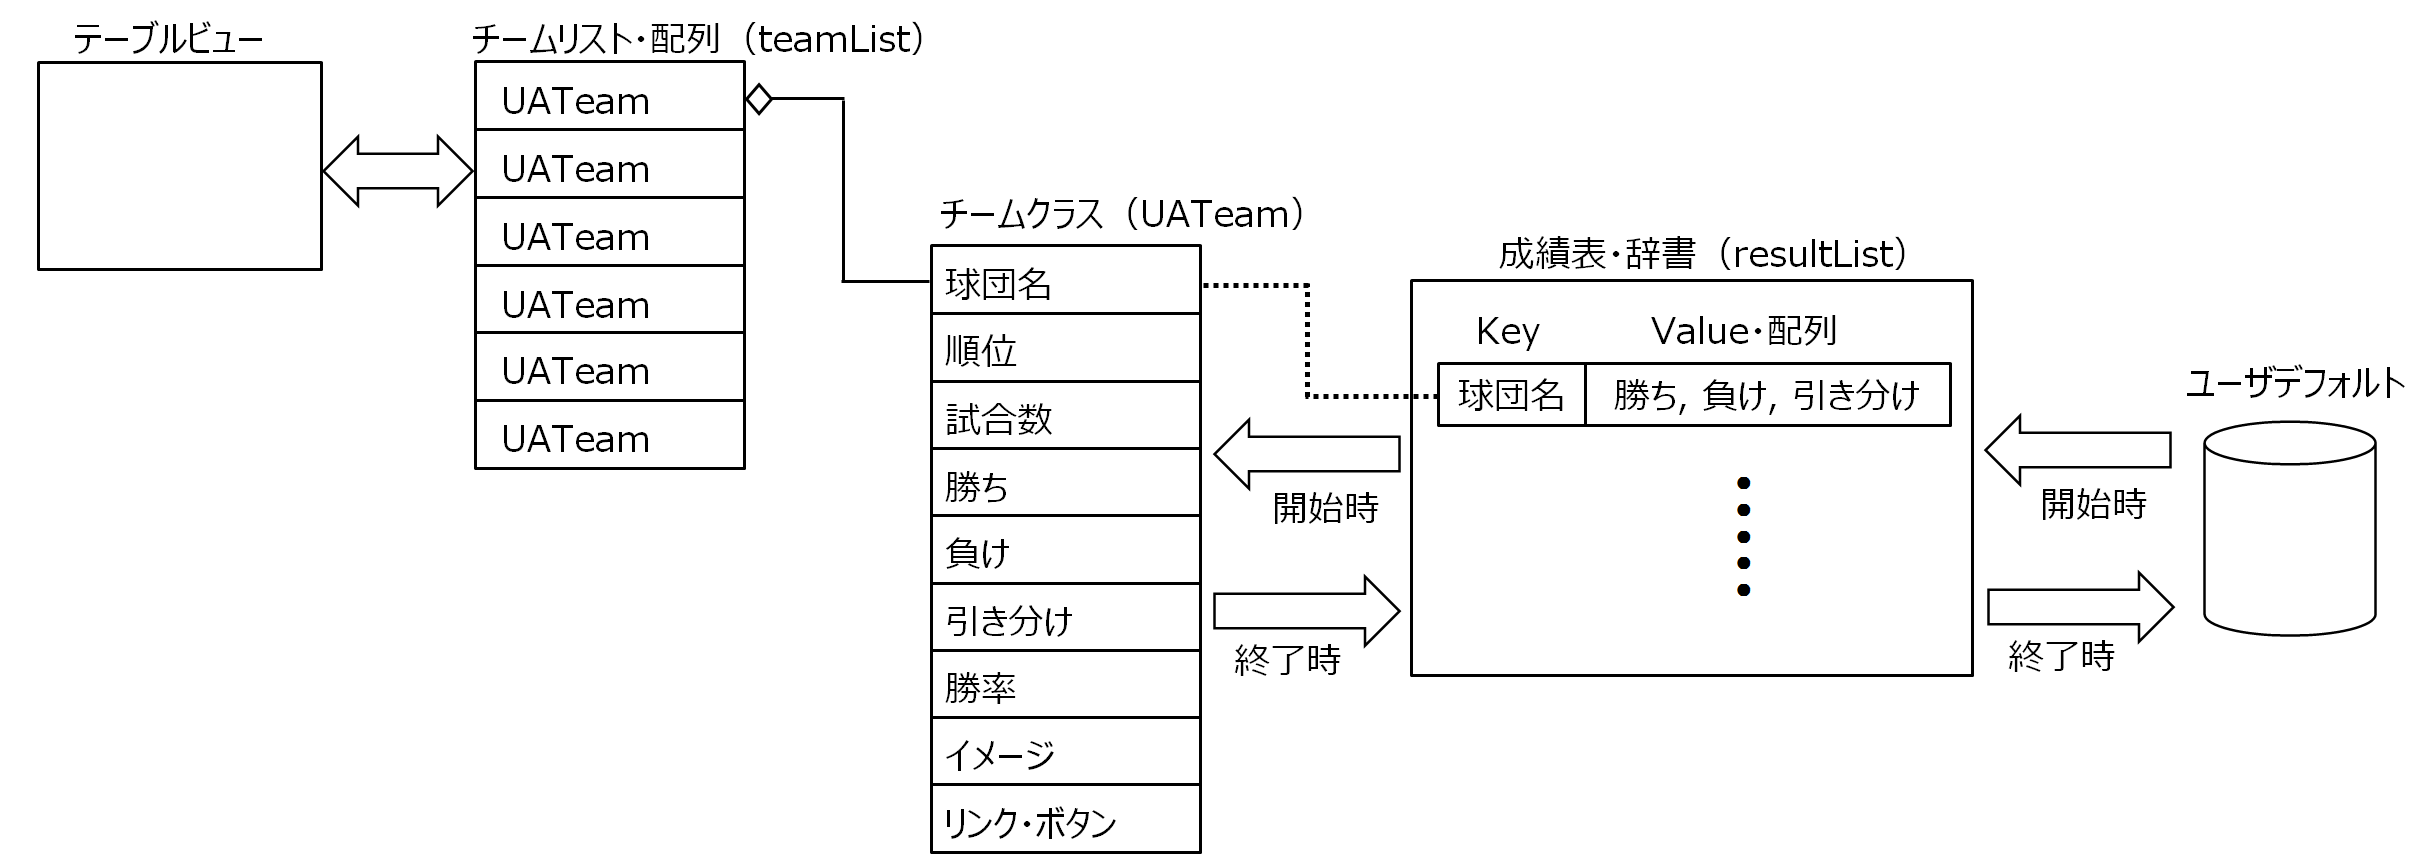 テーブルビュー
チームリスト・配列（teamList）
UATeam
UATeam
UATeam
UATeam
UATeam
UATeam
チームクラス（UATeam）
球団名
順位
試合数
勝ち
負け
引き分け
勝率
イメージ
リンク・ボタン
成績表・辞書（resultList）
Key Value・配列
球団名 勝ち, 負け, 引き分け
開始時
終了時
ユーザデフォルト
開始時
終了時